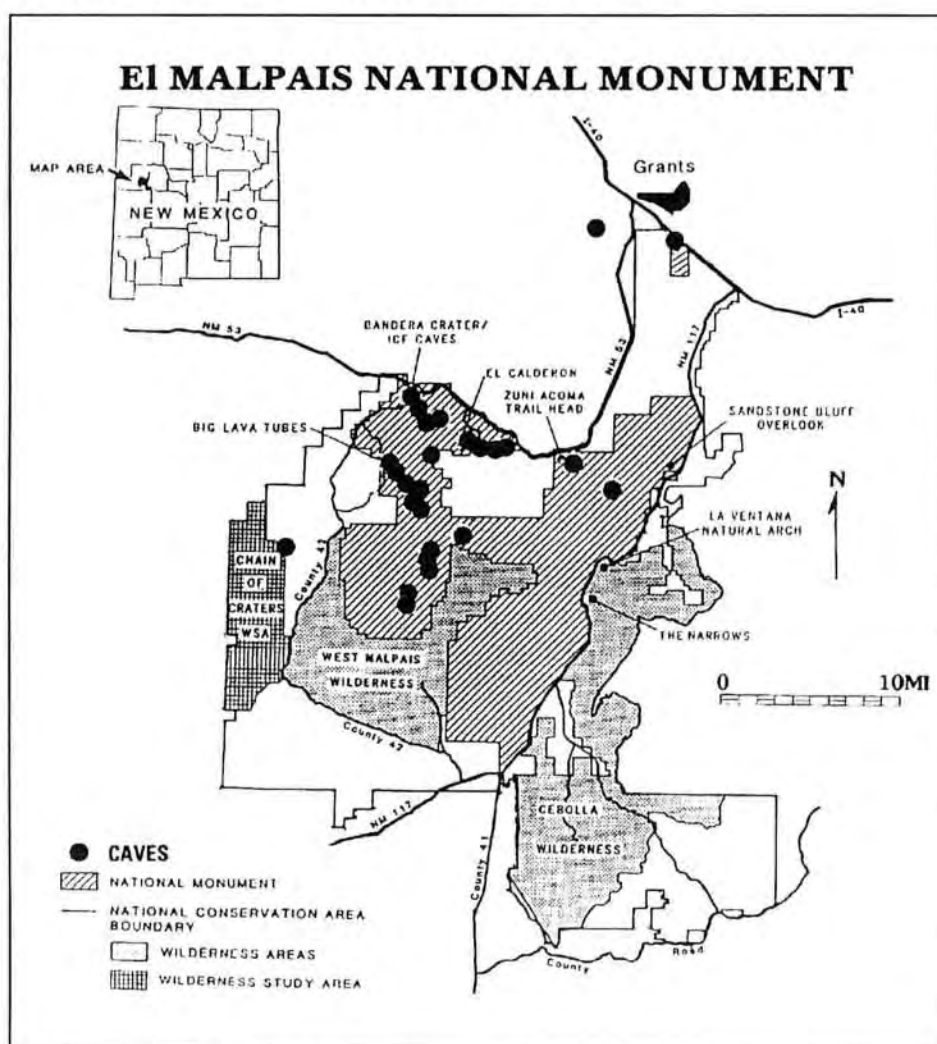 El MALPAIS NATIONAL MONUMENT
MAP AREA
NEW MEXICO
I-40
Grants
NM 53
BANDERA CRATER/
ICE CAVES
EL CALDERON
ZUNI ACOMA
TRAIL HEAD
NM 53
NM 117
I-40
BIG LAVA TUBES
SANDSTONE BLUFF
OVERLOOK
N
LA VENTANA
NATURAL ARCH
County 42
CHAIN
OF
CRATERS
WSA
THE NARROWS
WEST MALPAIS
WILDERNESS
0 10MI
County 42
NM 117
CEBOLLA
WILDERNESS
County 41
County Road
CAVES
NATIONAL MONUMENT
NATIONAL CONSERVATION AREA
BOUNDARY
WILDERNESS AREAS
WILDERNESS STUDY AREA